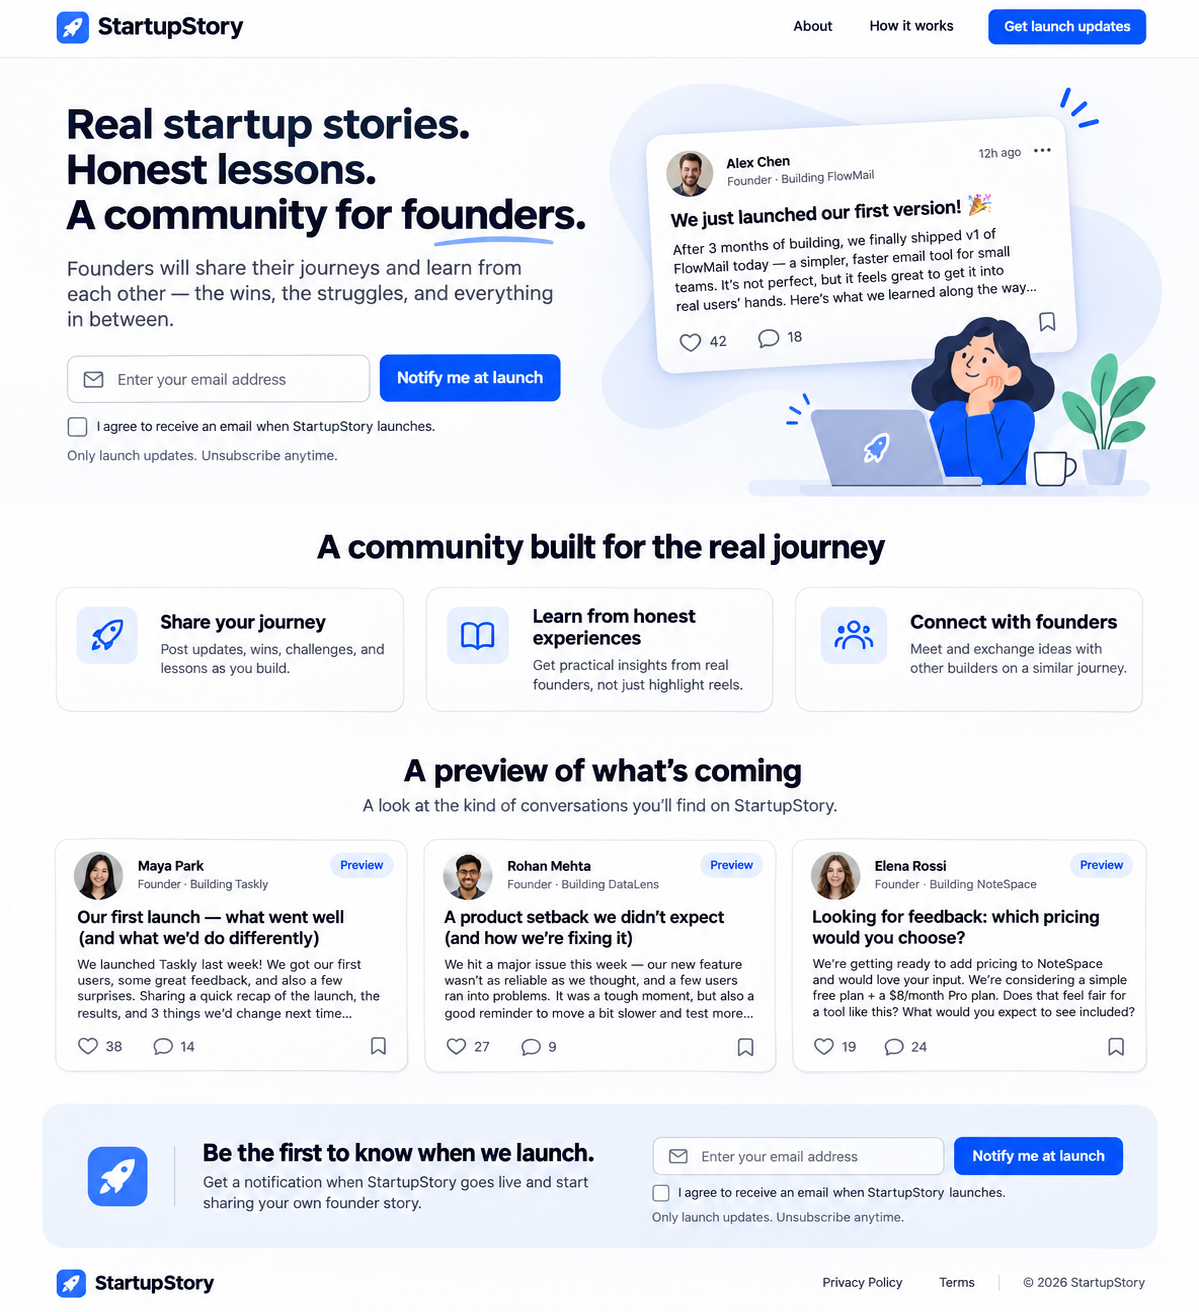 StartupStory
About
How it works
Get launch updates
Real startup stories.
Honest lessons.
A community for founders.
Founders will share their journeys and learn from
each other — the wins, the struggles, and everything
in between.
Enter your email address
Notify me at launch
I agree to receive an email when StartupStory launches.
Only launch updates. Unsubscribe anytime.
Alex Chen
12h ago
Founder · Building FlowMail
We just launched our first version! 🎉
After 3 months of building, we finally shipped v1 of
FlowMail today — a simpler, faster email tool for small
teams. It's not perfect, but it feels great to get it into
real users' hands. Here's what we learned along the way...
42
18
A community built for the real journey
Share your journey
Post updates, wins, challenges, and
lessons as you build.
Learn from honest
experiences
Get practical insights from real
founders, not just highlight reels.
Connect with founders
Meet and exchange ideas with
other builders on a similar journey.
A preview of what's coming
A look at the kind of conversations you'll find on StartupStory.
Maya Park
Preview
Founder · Building Taskly
Our first launch — what went well
(and what we'd do differently)
We launched Taskly last week! We got our first
users, some great feedback, and also a few
surprises. Sharing a quick recap of the launch, the
results, and 3 things we'd change next time...
38
14
Rohan Mehta
Preview
Founder · Building DataLens
A product setback we didn't expect
(and how we're fixing it)
We hit a major issue this week — our new feature
wasn't as reliable as we thought, and a few users
ran into problems. It was a tough moment, but also a
good reminder to move a bit slower and test more...
27
9
Elena Rossi
Preview
Founder · Building NoteSpace
Looking for feedback: which pricing
would you choose?
We're getting ready to add pricing to NoteSpace
and would love your input. We're considering a simple
free plan + a $8/month Pro plan. Does that feel fair for
a tool like this? What would you expect to see included?
19
24
Be the first to know when we launch.
Get a notification when StartupStory goes live and start
sharing your own founder story.
Enter your email address
Notify me at launch
I agree to receive an email when StartupStory launches.
Only launch updates. Unsubscribe anytime.
StartupStory
Privacy Policy
Terms
© 2026 StartupStory